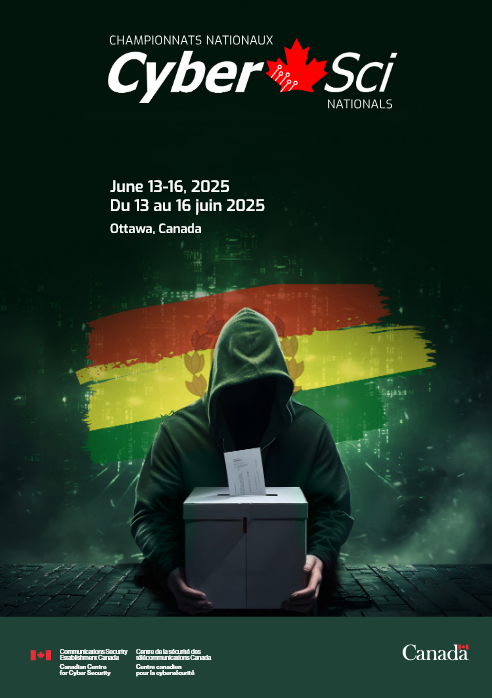 CHAMPIONNATS NATIONAUX
Cyber Sci
NATIONALS
June 13-16, 2025
Du 13 au 16 juin 2025
Ottawa, Canada
Communications Security
Establishment Canada
Canadian Centre
for Cyber Security
Centre de la sécurité des
télécommunications Canada
Centre canadien
pour la cybersécurité
Canada